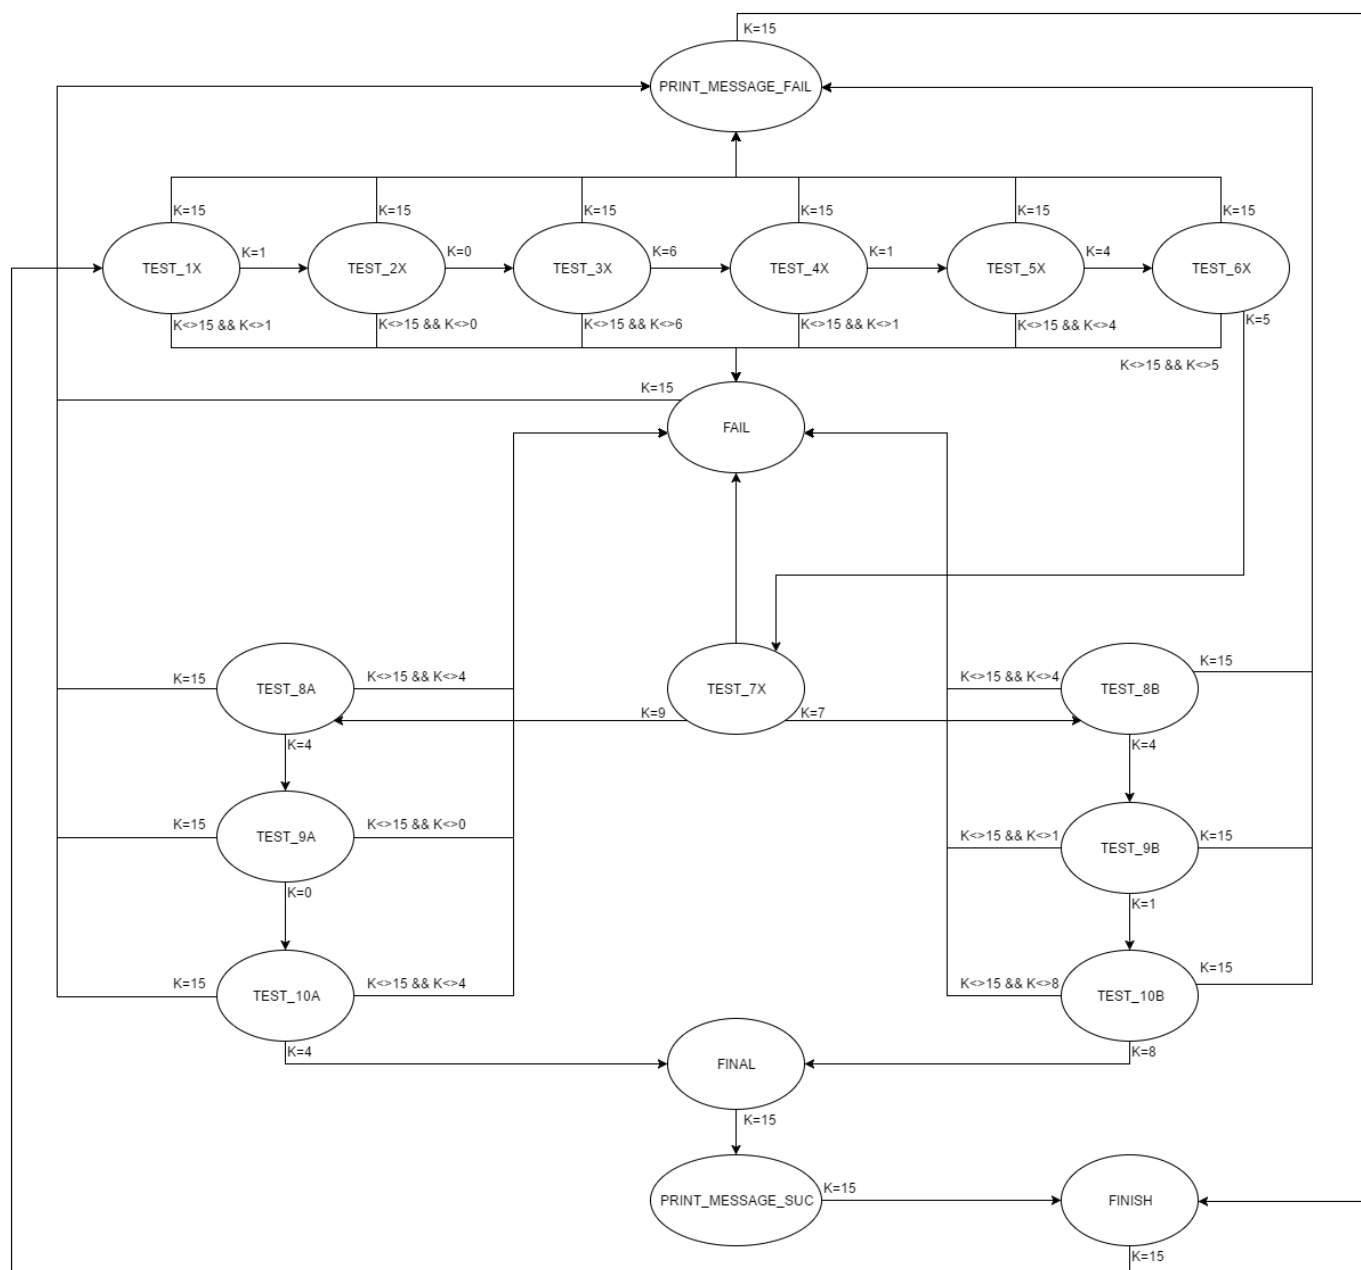 K=15
PRINT_MESSAGE_FAIL
K=15
K=15
K=15
K=15
K=15
K=15
TEST_1X
K=1
TEST_2X
K=0
TEST_3X
K=6
TEST_4X
K=1
TEST_5X
K=4
TEST_6X
K<>15 && K<>1
K<>15 && K<>0
K<>15 && K<>6
K<>15 && K<>1
K<>15 && K<>4
K=5
K<>15 && K<>5
K=15
FAIL
K=15
TEST_8A
K<>15 && K<>4
TEST_7X
K<>15 && K<>4
TEST_8B
K=15
K=9
K=7
K=4
K=4
K=15
TEST_9A
K<>15 && K<>0
K<>15 && K<>1
TEST_9B
K=15
K=0
K=1
K=15
TEST_10A
K<>15 && K<>4
K<>15 && K<>8
TEST_10B
K=15
K=4
FINAL
K=8
K=15
PRINT_MESSAGE_SUC
K=15
FINISH
K=15